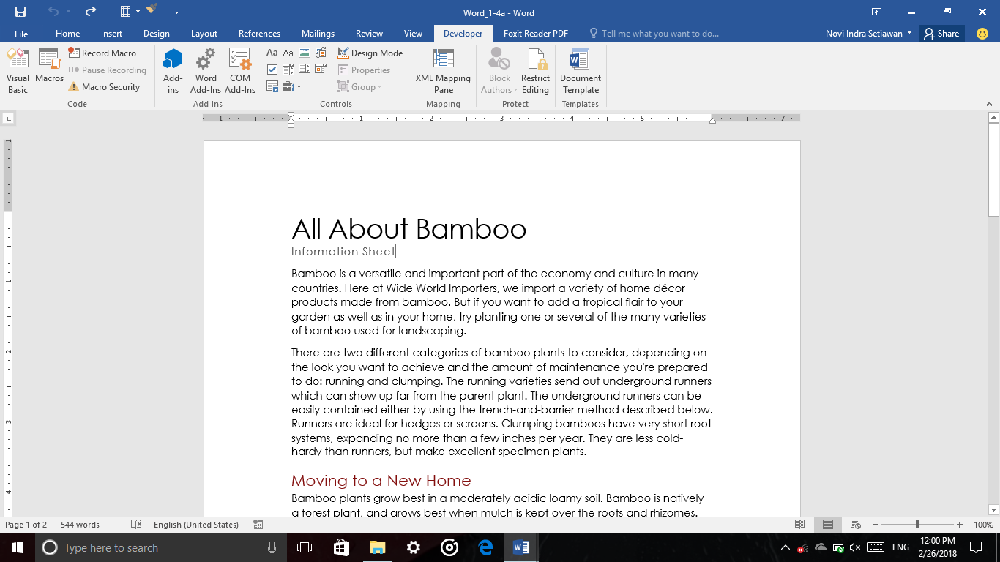 Word_1-4a - Word
File Home Insert Design Layout References Mailings Review View Developer Foxit Reader PDF Tell me what you want to do... Novi Indra Setiawan Share
Visual Basic
Macros
Record Macro
Pause Recording
Macro Security
Code
Add-ins
Word Add-Ins
COM Add-Ins
Add-Ins
Aa Aa
Design Mode
Properties
Group
Controls
XML Mapping Pane
Mapping
Block Authors
Restrict Editing
Protect
Document Template
Templates
1 1 2 3 4 5 7
1
1
2
3
4
All About Bamboo
Information Sheet
Bamboo is a versatile and important part of the economy and culture in many
countries. Here at Wide World Importers, we import a variety of home décor
products made from bamboo. But if you want to add a tropical flair to your
garden as well as in your home, try planting one or several of the many varieties
of bamboo used for landscaping.
There are two different categories of bamboo plants to consider, depending on
the look you want to achieve and the amount of maintenance you're prepared
to do: running and clumping. The running varieties send out underground runners
which can show up far from the parent plant. The underground runners can be
easily contained either by using the trench-and-barrier method described below.
Runners are ideal for hedges or screens. Clumping bamboos have very short root
systems, expanding no more than a few inches per year. They are less cold-
hardy than runners, but make excellent specimen plants.
Moving to a New Home
Bamboo plants grow best in a moderately acidic loamy soil. Bamboo is natively
a forest plant, and grows best when mulch is kept over the roots and rhizomes.
Page 1 of 2 544 words English (United States) 100%
Type here to search ENG 12:00 PM
2/26/2018